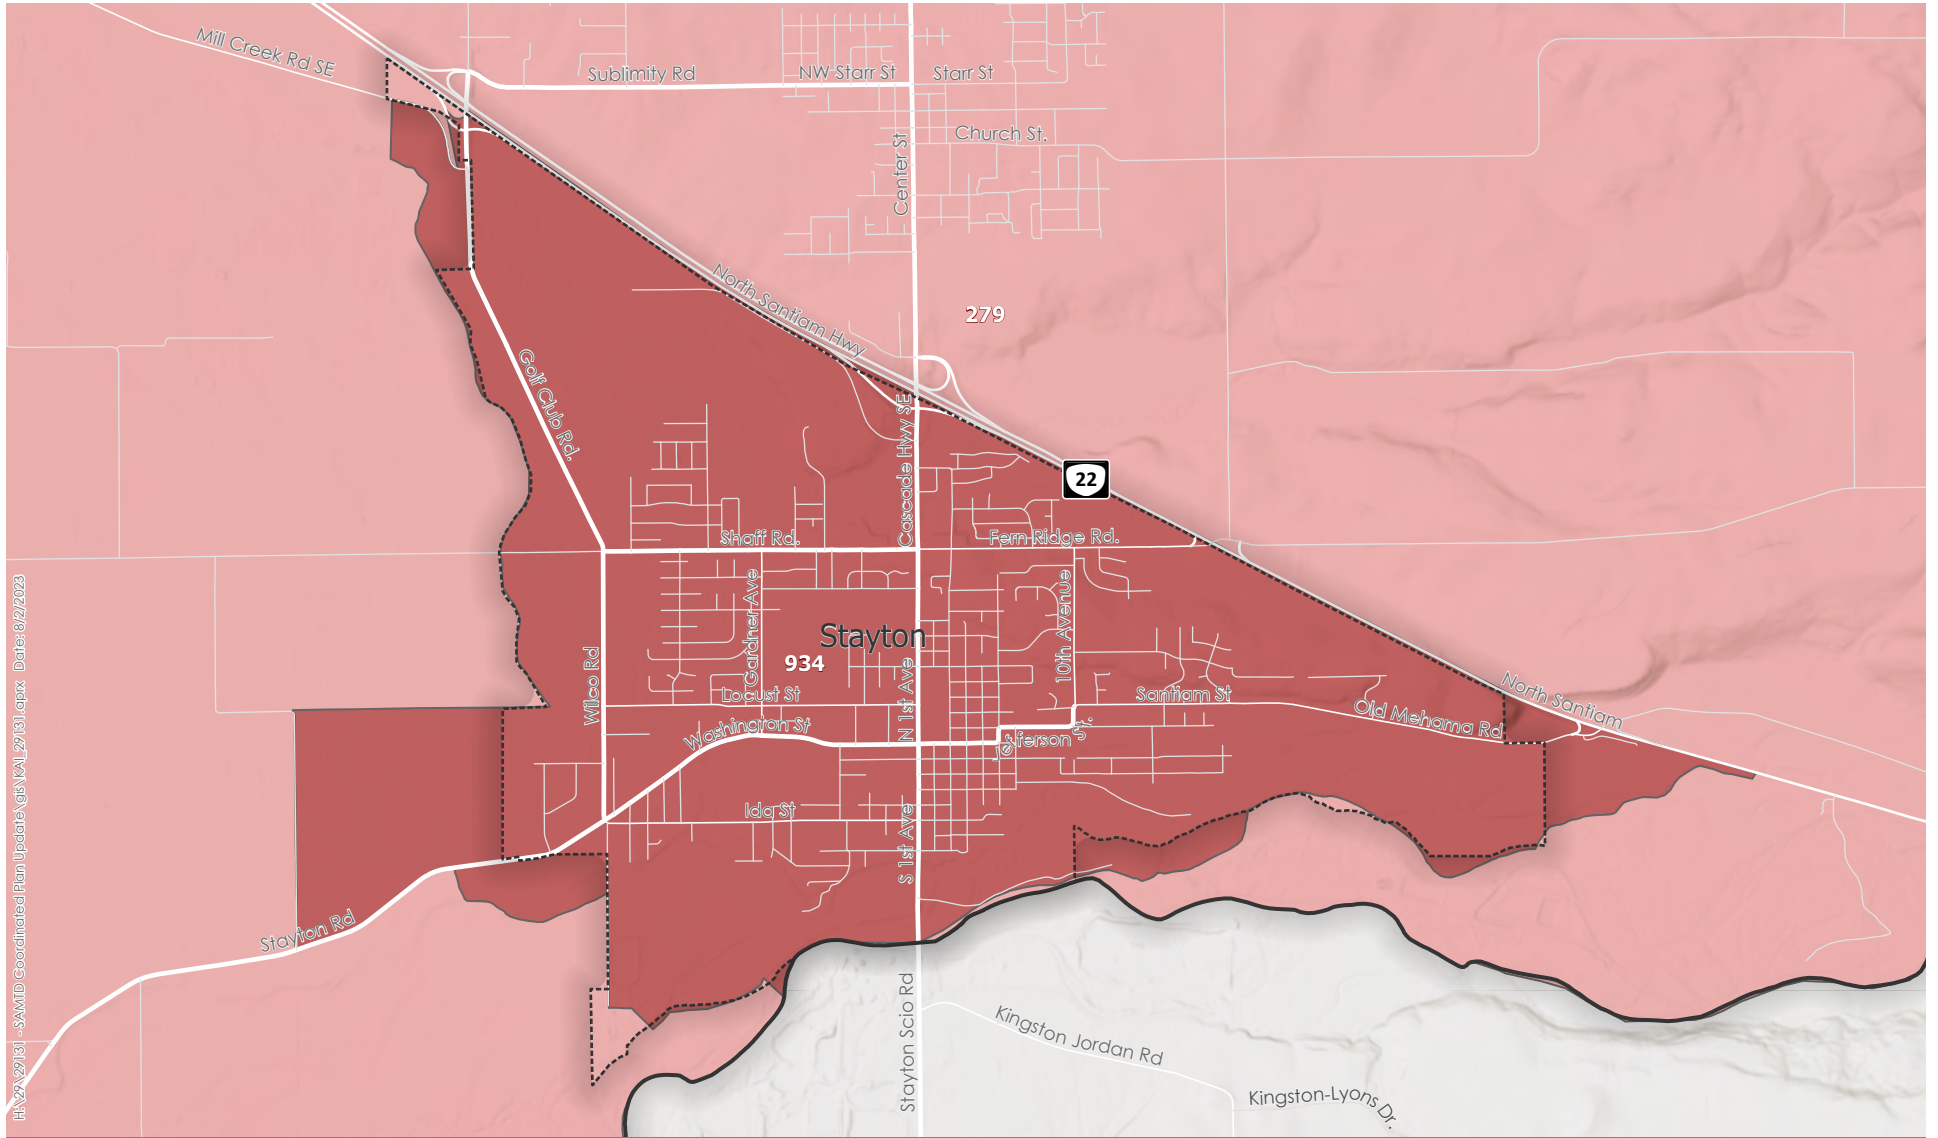 Mill Creek Rd SE
Sublimity Rd
NW Starr St
Starr St
Church St.
Center St
North Santiam Hwy
279
Golf Club Rd.
Cascade Hwy SE
22
Shaff Rd.
Fern Ridge Rd.
Gardner Ave
10th Avenue
Stayton
934
Wilco Rd
N 1st Ave
Locust St
Santiam St
North Santiam
Old Mehama Rd
Washington St
Jefferson St.
Ida St
S 1st Ave
Stayton Rd
Stayton Scio Rd
Kingston Jordan Rd
Kingston-Lyons Dr.
H:\29\29131 - SAMTD Coordinated Plan Update\gis\KAI_29131.aprx Date: 8/2/2023